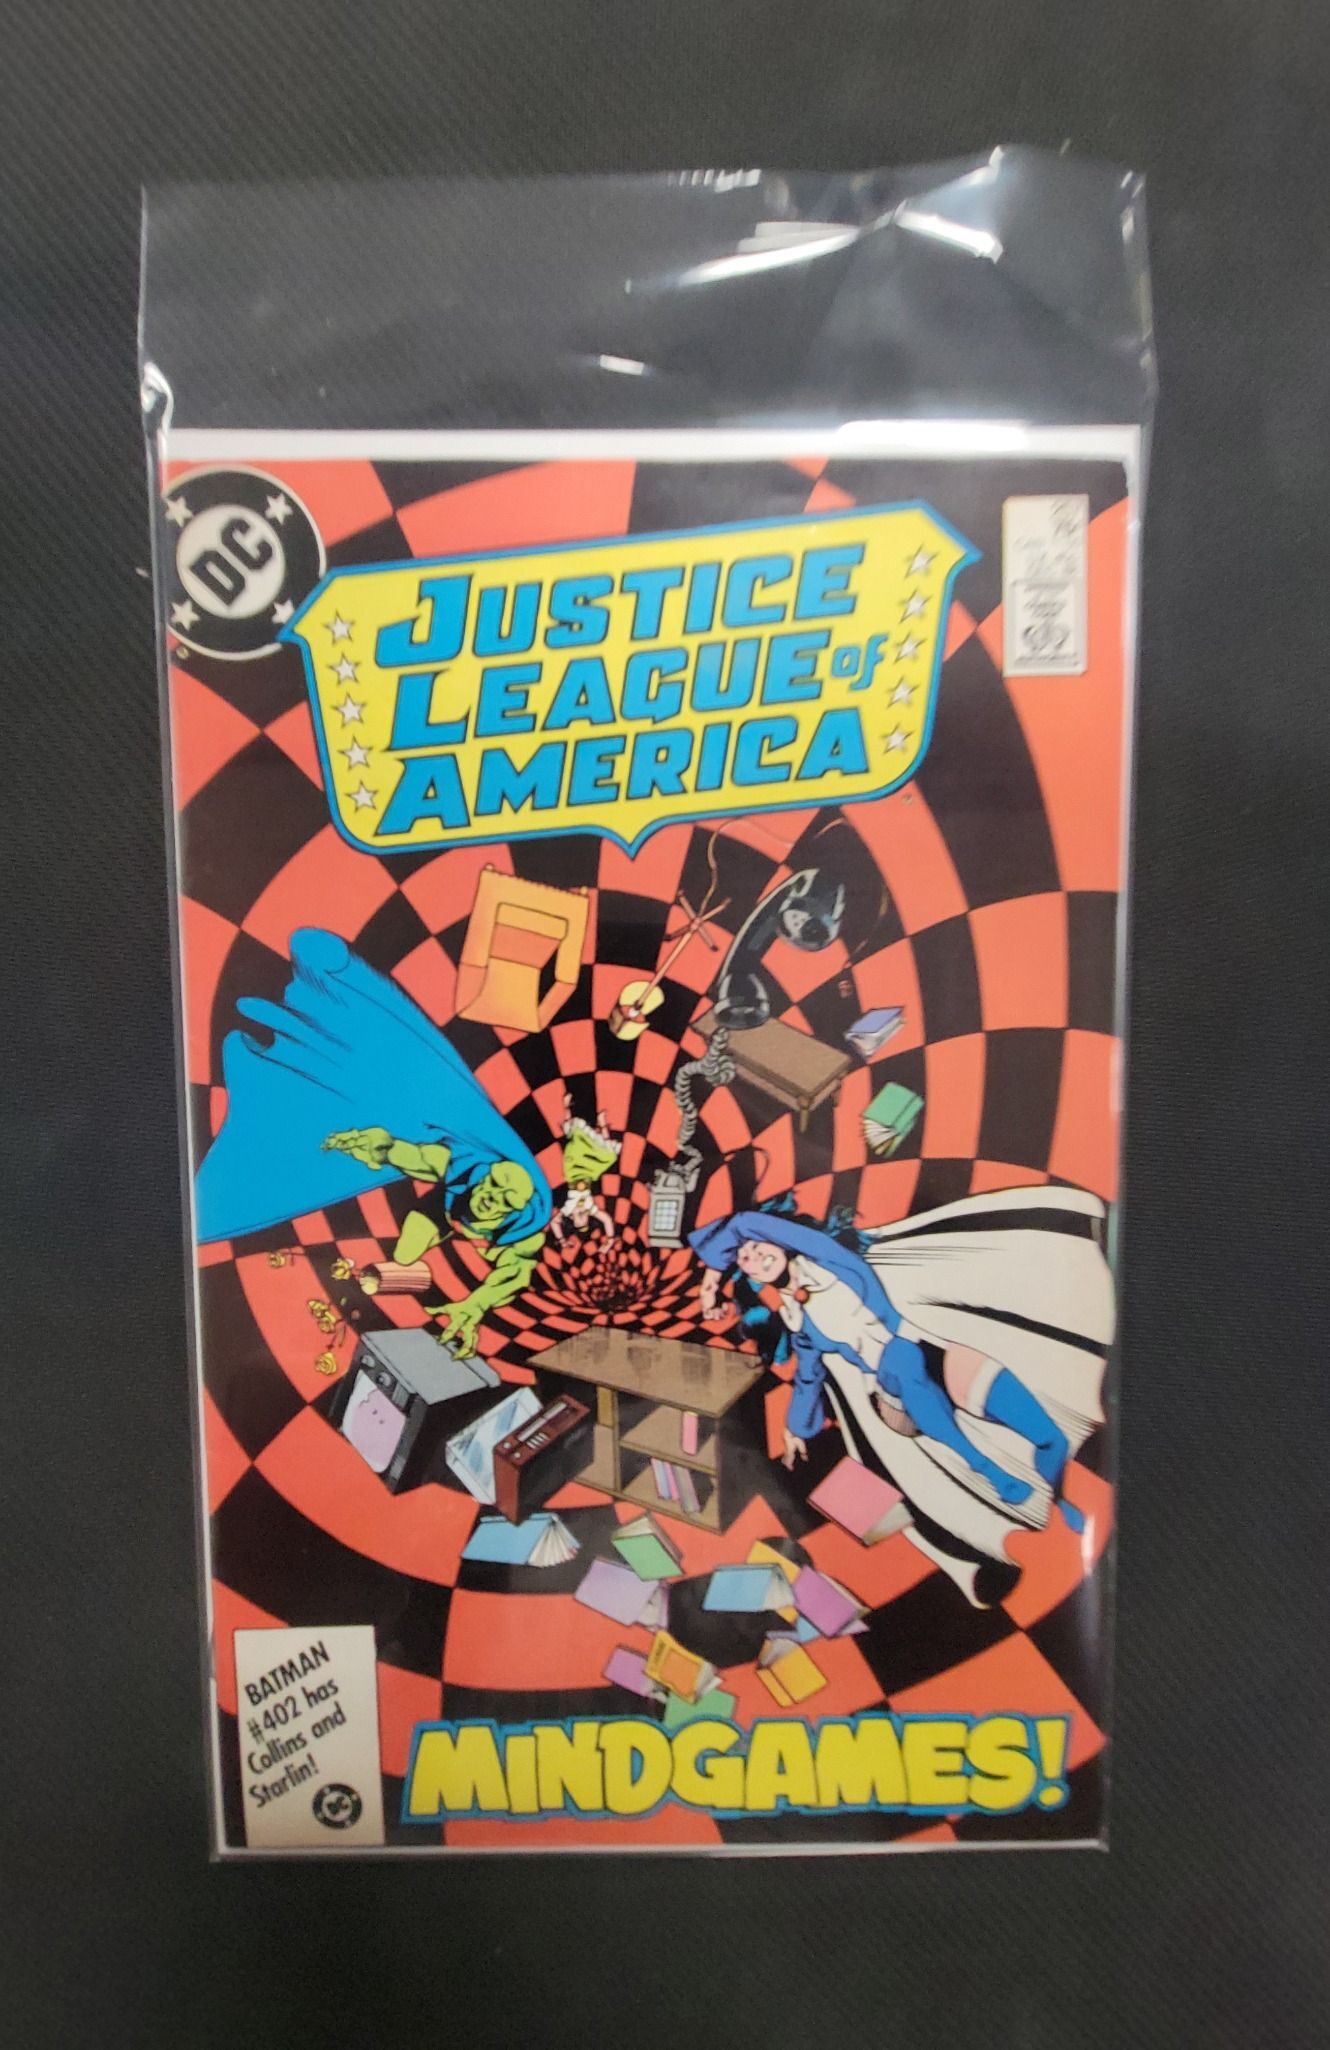 DC
JUSTICE
LEAGUE of
AMERICA
BATMAN
#402 has
Collins and
Starlin!
DC
MINDGAMES!